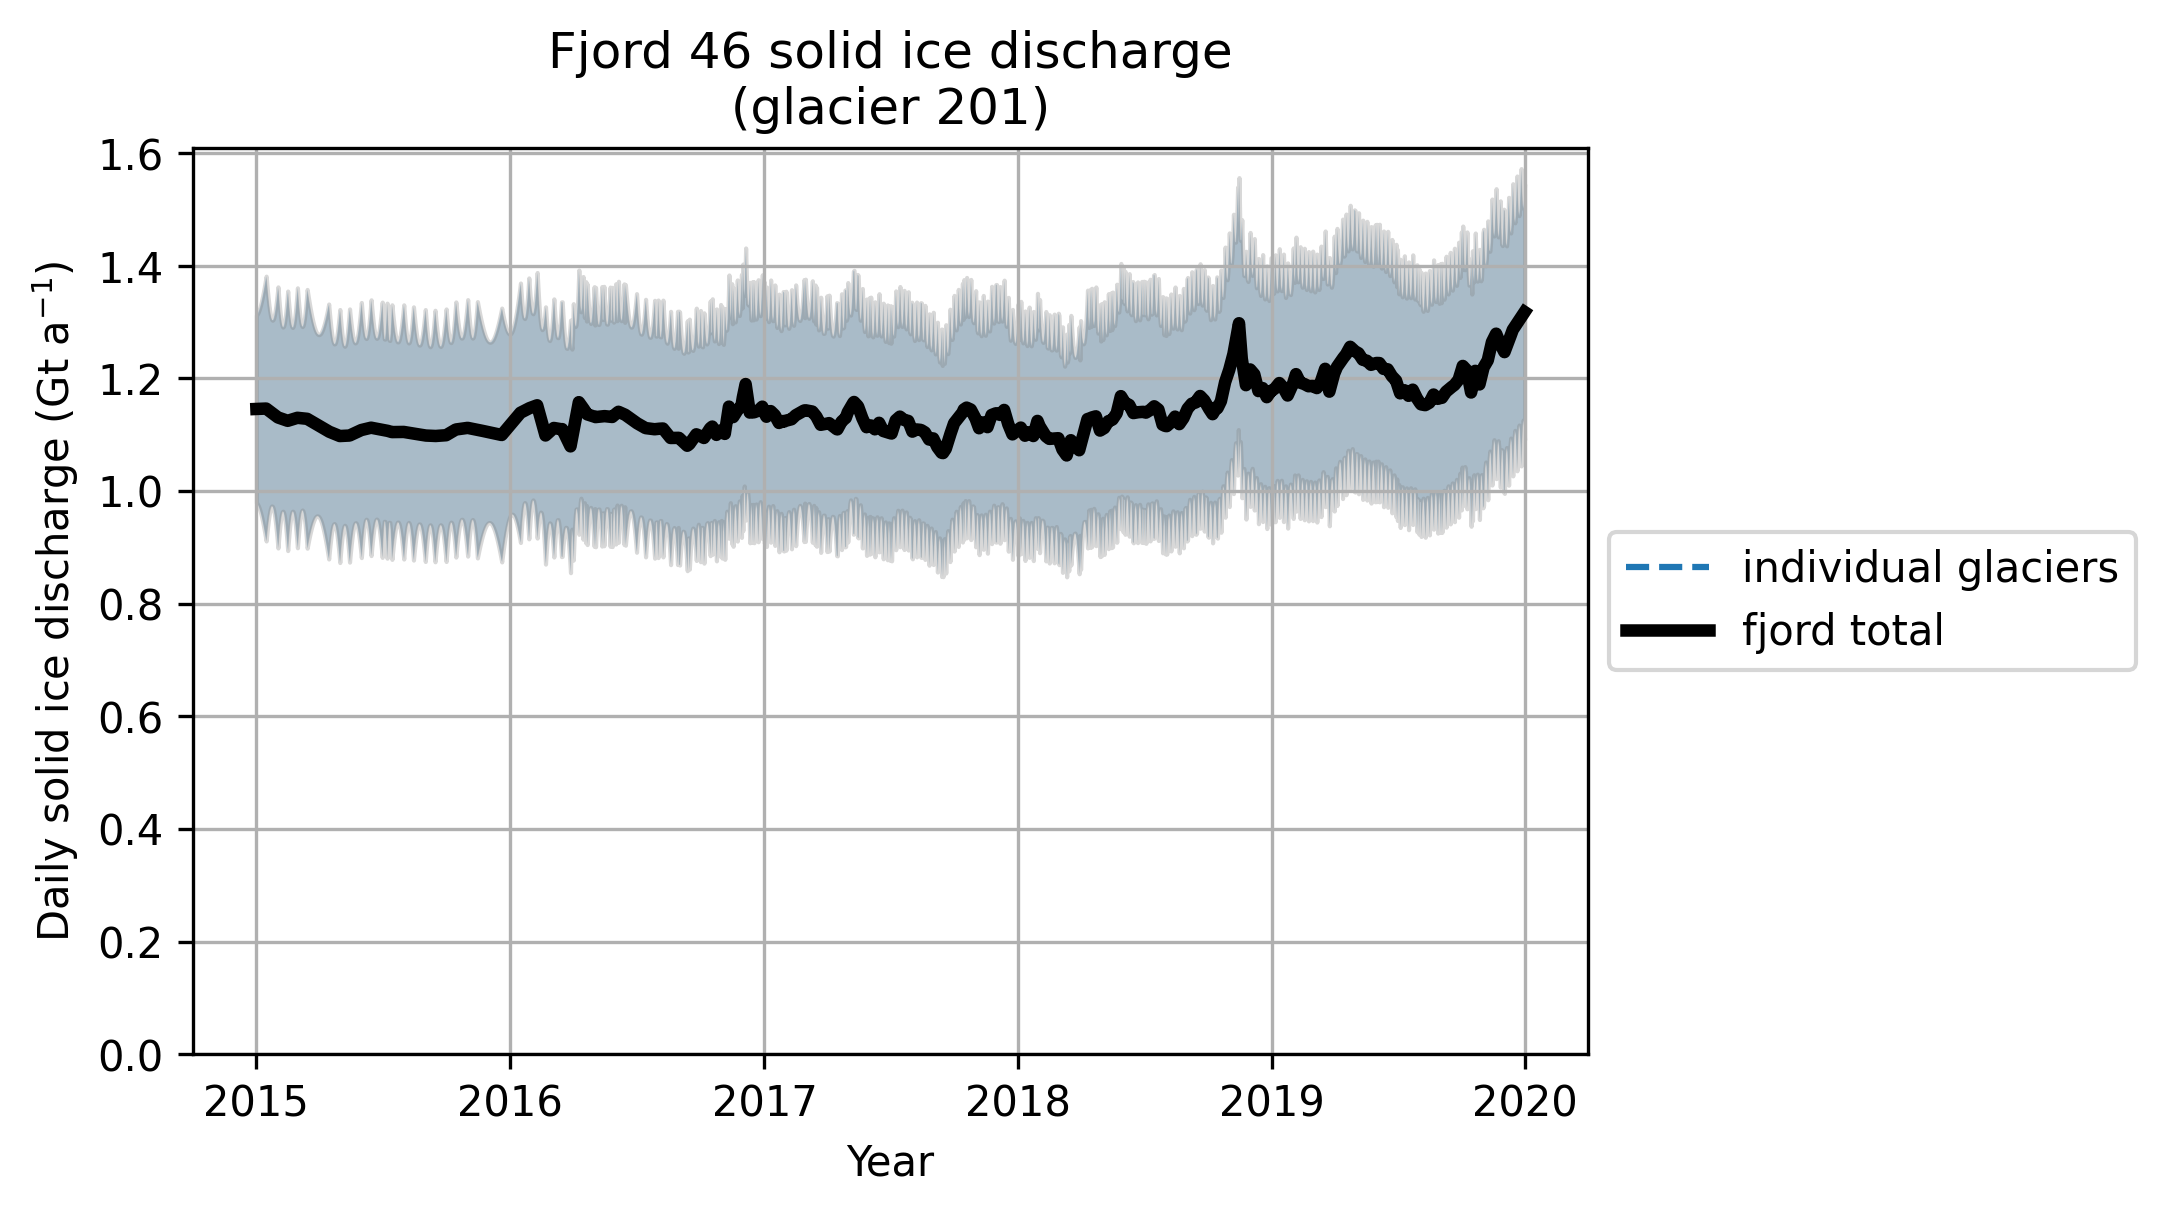 Fjord 46 solid ice discharge
(glacier 201)
Daily solid ice discharge (Gt a⁻¹)
1.6
1.4
1.2
1.0
0.8
0.6
0.4
0.2
0.0
2015 2016 2017 2018 2019 2020
Year
individual glaciers
fjord total